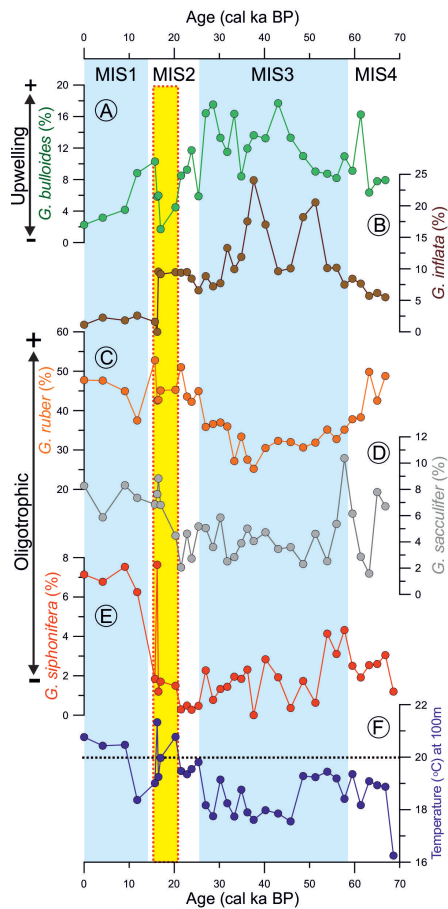 Age (cal ka BP)
0 10 20 30 40 50 60 70
MIS1 MIS2 MIS3 MIS4
+
Upwelling
-
G. bulloides (%)
20
16
12
8
4
0
A
25
20
15
10
5
0
G. inflata (%)
B
+
Oligotrophic
-
60
50
40
30
20
G. ruber (%)
C
12
10
8
6
4
2
0
G. sacculifer (%)
D
8
6
4
2
0
G. siphonifera (%)
E
22
20
18
16
Temperature (°C) at 100m
F
0 10 20 30 40 50 60 70
Age (cal ka BP)